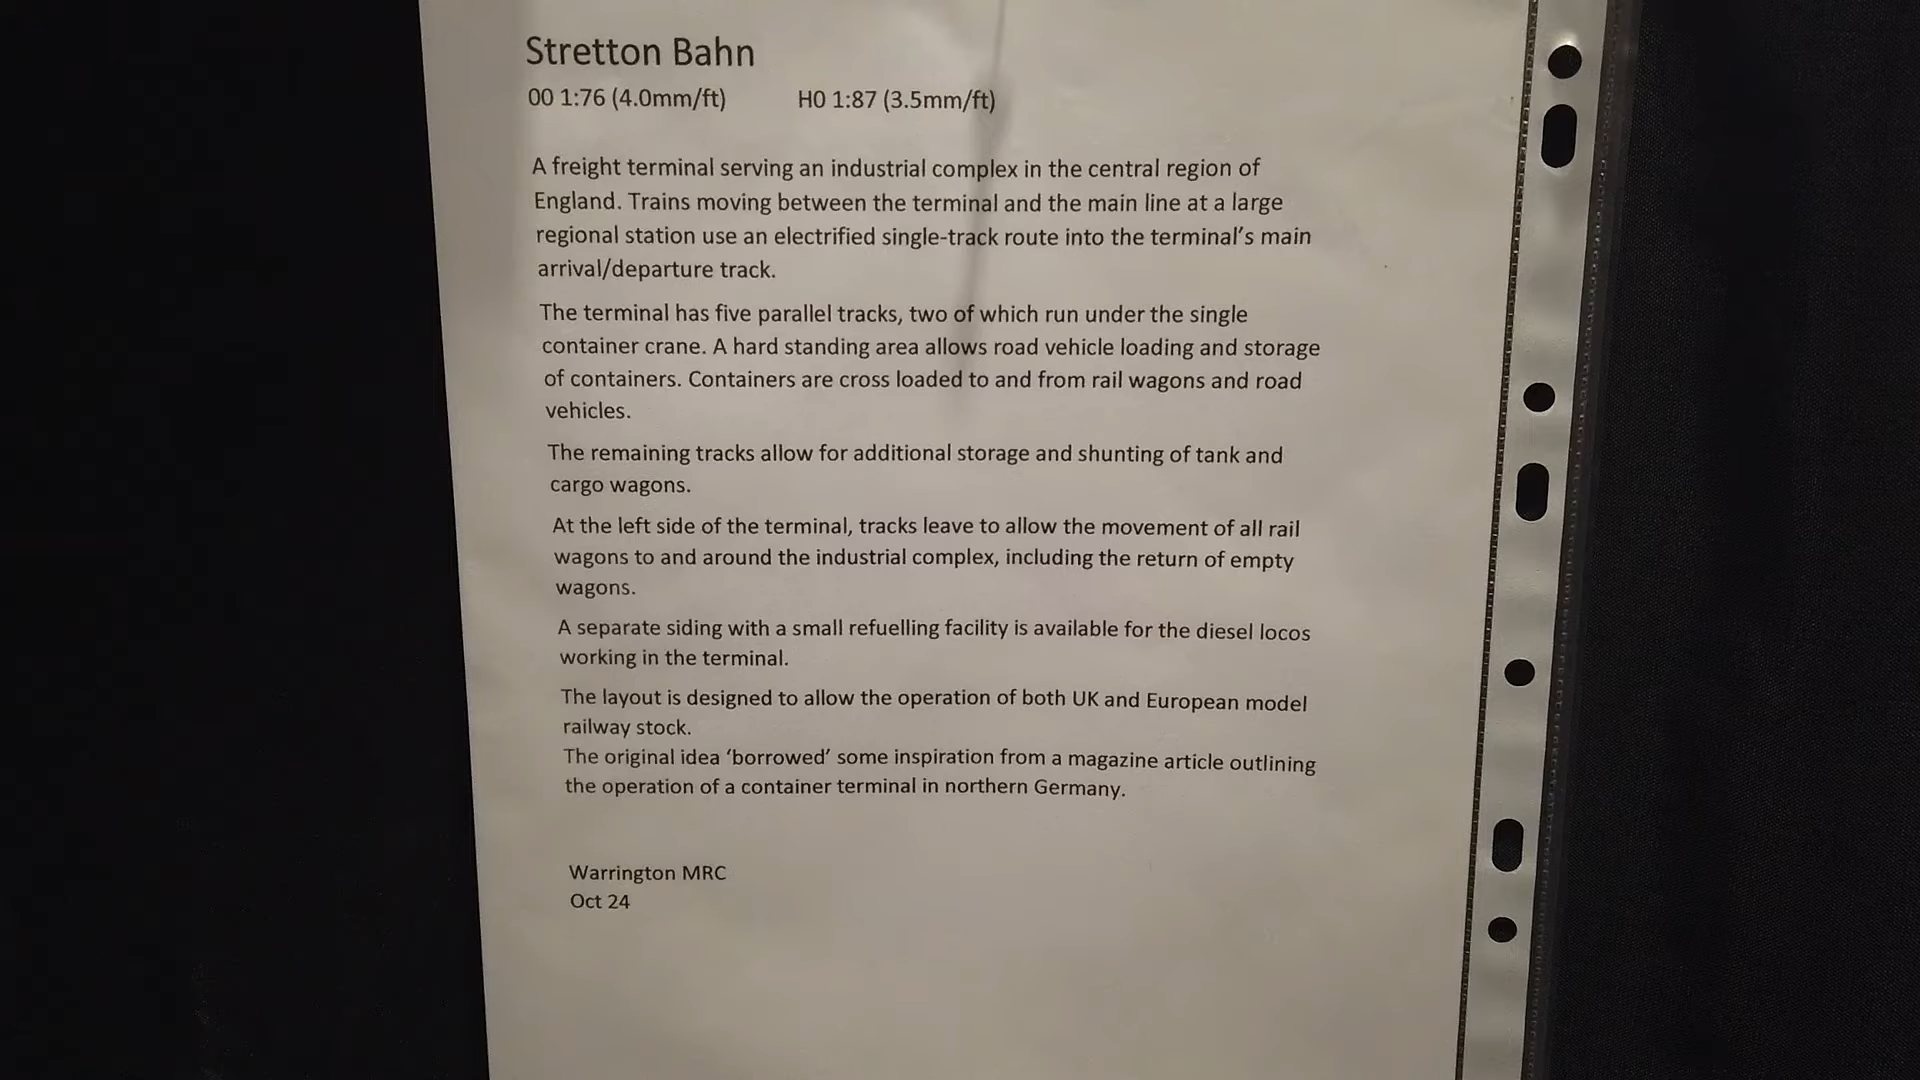 Stretton Bahn
00 1:76 (4.0mm/ft) H0 1:87 (3.5mm/ft)
A freight terminal serving an industrial complex in the central region of
England. Trains moving between the terminal and the main line at a large
regional station use an electrified single-track route into the terminal's main
arrival/departure track.
The terminal has five parallel tracks, two of which run under the single
container crane. A hard standing area allows road vehicle loading and storage
of containers. Containers are cross loaded to and from rail wagons and road
vehicles.
The remaining tracks allow for additional storage and shunting of tank and
cargo wagons.
At the left side of the terminal, tracks leave to allow the movement of all rail
wagons to and around the industrial complex, including the return of empty
wagons.
A separate siding with a small refuelling facility is available for the diesel locos
working in the terminal.
The layout is designed to allow the operation of both UK and European model
railway stock.
The original idea 'borrowed' some inspiration from a magazine article outlining
the operation of a container terminal in northern Germany.
Warrington MRC
Oct 24